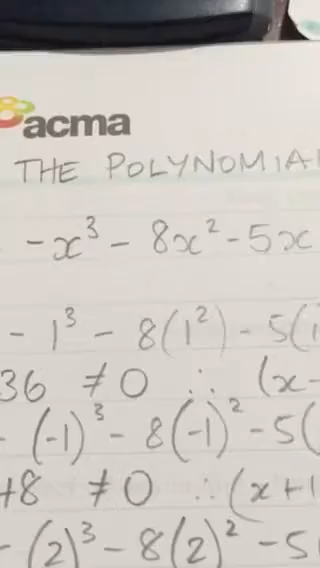 acma
THE POLYNOMIA
- x³ - 8x² - 5x
- 1³ - 8(1²) - 5(1
36 ≠ 0 ∴ (x -
- (-1)³ - 8(-1)² - 5(
+8 ≠ 0 ∴ (x + 1
- (2)³ - 8(2)² - 5(